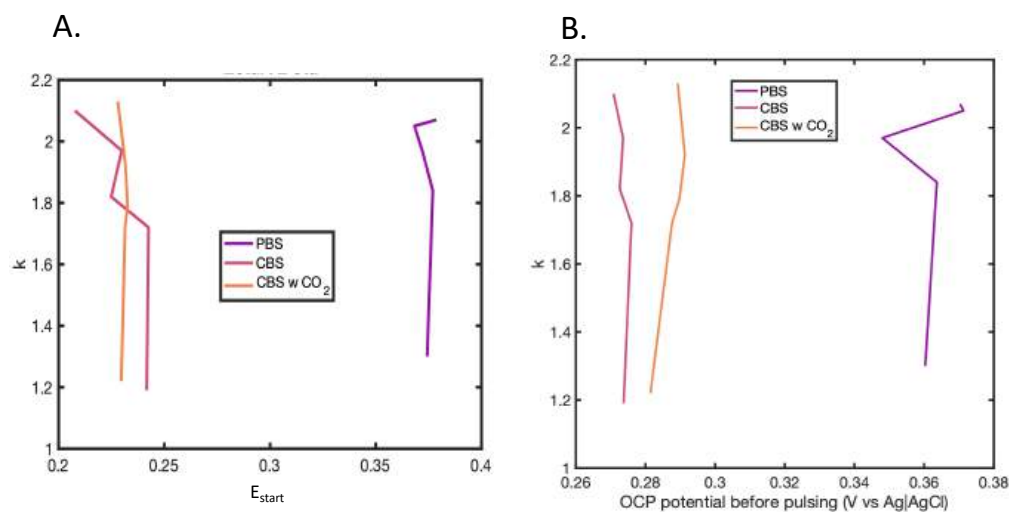 A.
2.2
2
1.8
1.6
1.4
1.2
1
k
PBS
CBS
CBS w CO₂
0.2
0.25
0.3
0.35
0.4
E_start
B.
2.2
2
1.8
1.6
1.4
1.2
1
k
PBS
CBS
CBS w CO₂
0.26
0.28
0.3
0.32
0.34
0.36
0.38
OCP potential before pulsing (V vs Ag|AgCl)